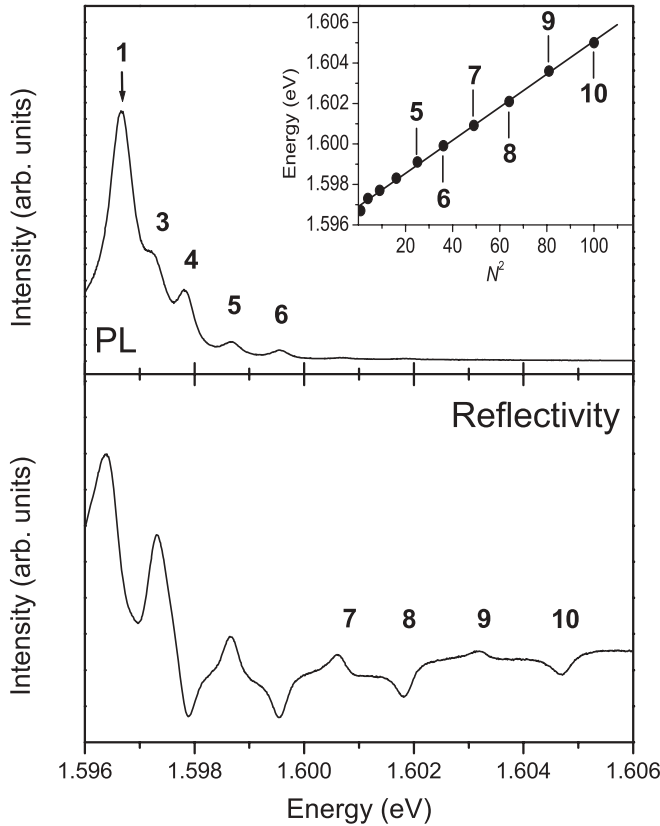 1
3
4
5
6
PL
Intensity (arb. units)
1.606
1.604
1.602
1.600
1.598
1.596
Energy (eV)
5
6
7
8
9
10
20 40 60 80 100
N²
Reflectivity
Intensity (arb. units)
7 8 9 10
1.596 1.598 1.600 1.602 1.604 1.606
Energy (eV)